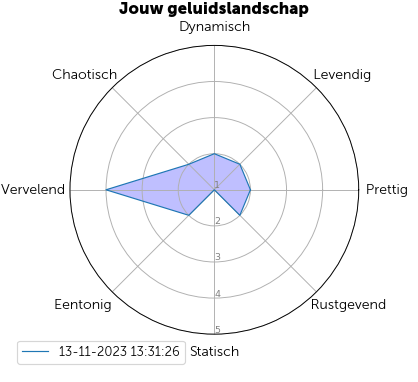 Jouw geluidslandschap
Dynamisch
Chaotisch
Levendig
Vervelend
Prettig
1
2
3
4
5
Eentonig
Rustgevend
Statisch
13-11-2023 13:31:26